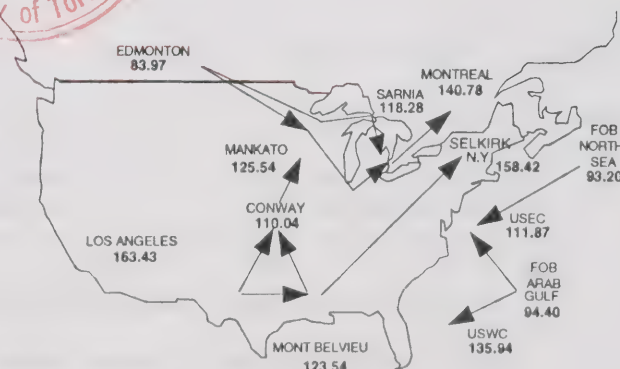 of Tor
EDMONTON
83.97
MONTREAL
140.78
SARNIA
118.28
FOB
NORTH
SEA
93.20
SELKIRK
N.Y.
158.42
MANKATO
125.54
CONWAY
110.04
USEC
111.87
LOS ANGELES
163.43
FOB
ARAB
GULF
94.40
USWC
135.94
MONT BELVIEU
123.54